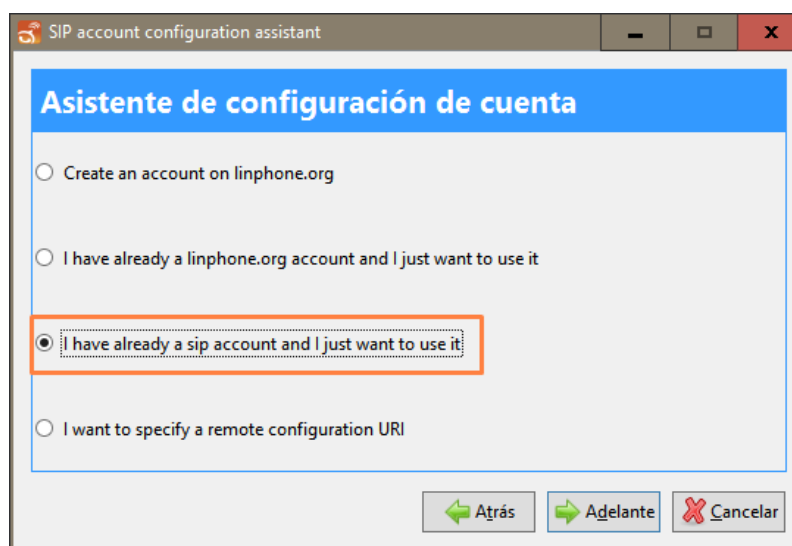 SIP account configuration assistant
Asistente de configuración de cuenta
Create an account on linphone.org
I have already a linphone.org account and I just want to use it
I have already a sip account and I just want to use it
I want to specify a remote configuration URI
Atrás
Adelante
Cancelar